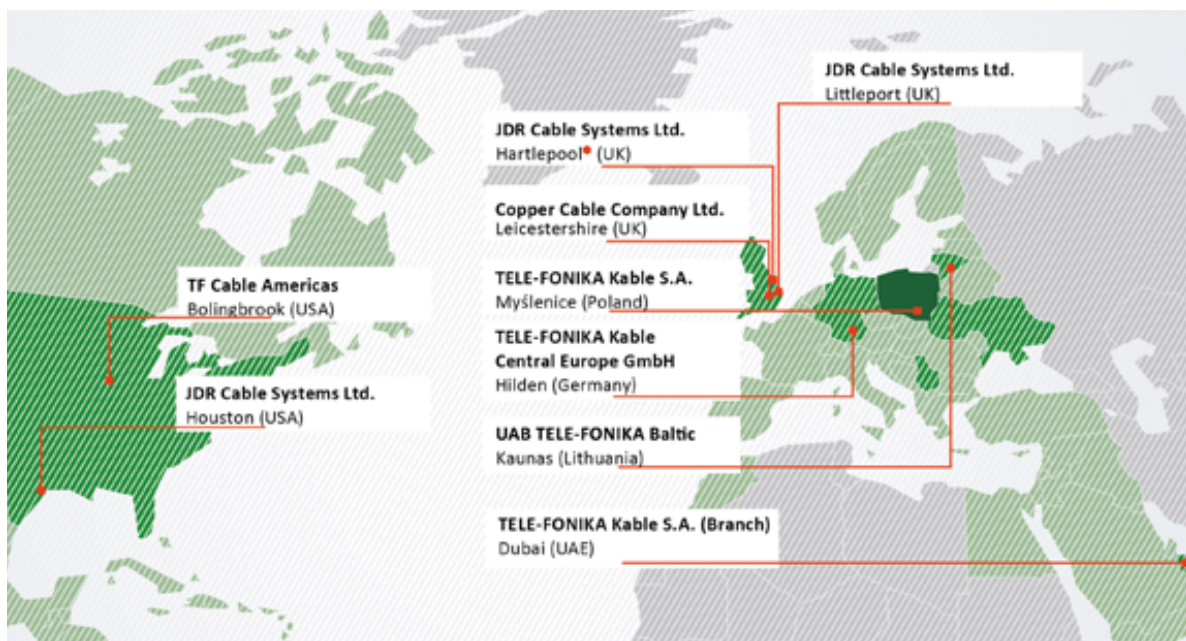 JDR Cable Systems Ltd.
Littleport (UK)
JDR Cable Systems Ltd.
Hartlepool• (UK)
Copper Cable Company Ltd.
Leicestershire (UK)
TF Cable Americas
Bolingbrook (USA)
TELE-FONIKA Kable S.A.
Myślenice (Poland)
TELE-FONIKA Kable
Central Europe GmbH
Hilden (Germany)
JDR Cable Systems Ltd.
Houston (USA)
UAB TELE-FONIKA Baltic
Kaunas (Lithuania)
TELE-FONIKA Kable S.A. (Branch)
Dubai (UAE)